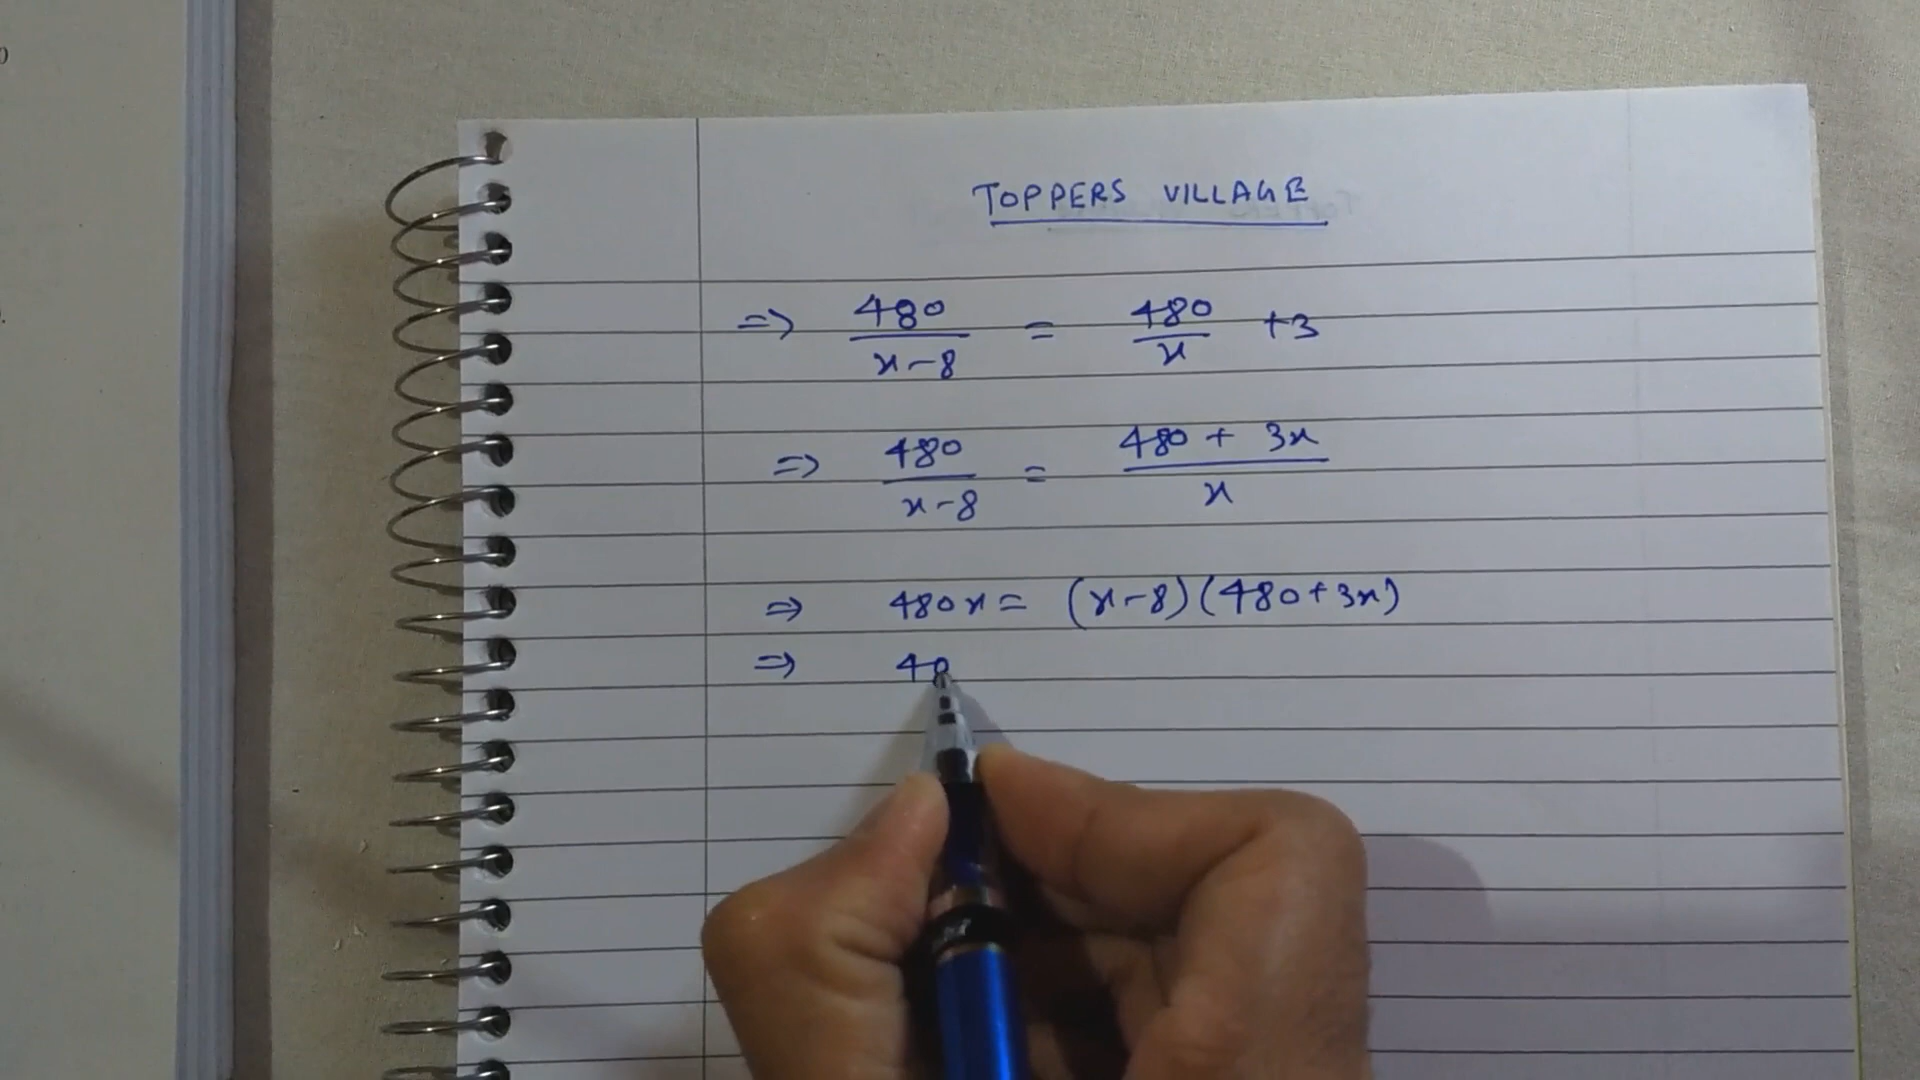 TOPPERS VILLAGE
=> 480/(x-8) = 480/x +3
=> 480/(x-8) = (480 + 3x)/x
=> 480x = (x-8)(480+3x)
=> 48